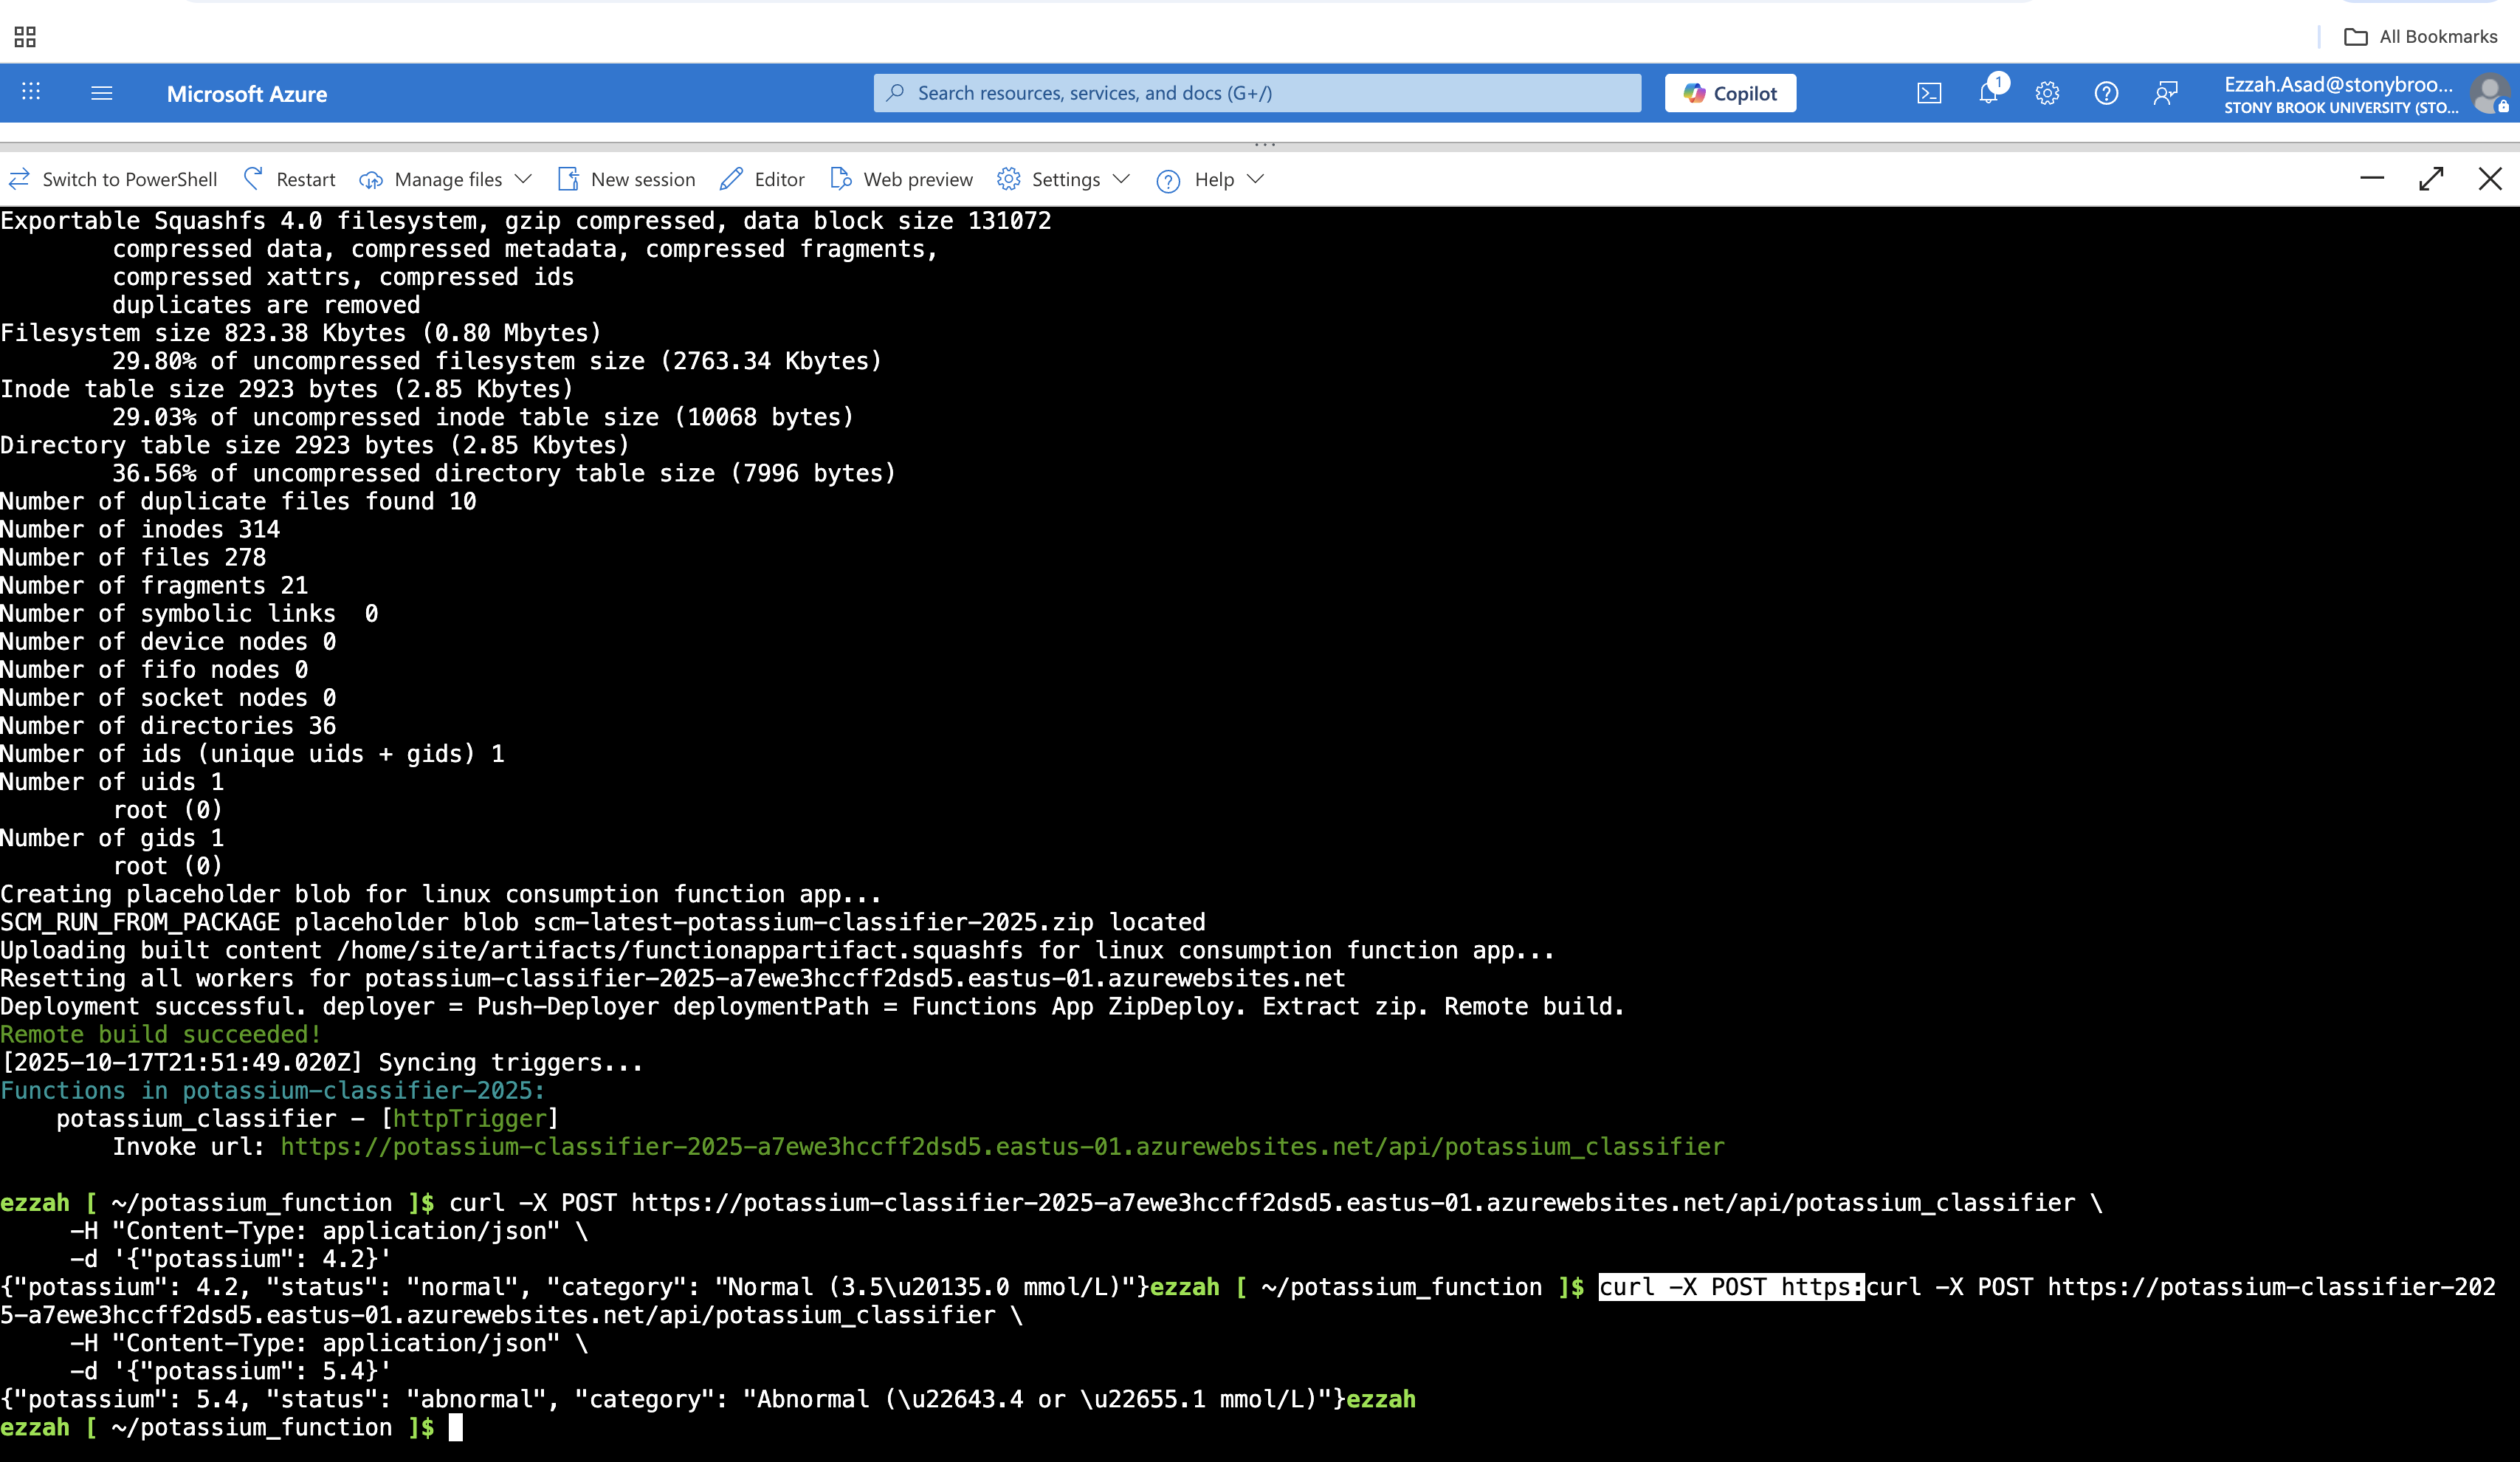 All Bookmarks
Microsoft Azure
Search resources, services, and docs (G+/)
Copilot
1
Ezzah.Asad@stonybroo...
STONY BROOK UNIVERSITY (STO...
Switch to PowerShell
Restart
Manage files
New session
Editor
Web preview
Settings
Help
Exportable Squashfs 4.0 filesystem, gzip compressed, data block size 131072
compressed data, compressed metadata, compressed fragments,
compressed xattrs, compressed ids
duplicates are removed
Filesystem size 823.38 Kbytes (0.80 Mbytes)
29.80% of uncompressed filesystem size (2763.34 Kbytes)
Inode table size 2923 bytes (2.85 Kbytes)
29.03% of uncompressed inode table size (10068 bytes)
Directory table size 2923 bytes (2.85 Kbytes)
36.56% of uncompressed directory table size (7996 bytes)
Number of duplicate files found 10
Number of inodes 314
Number of files 278
Number of fragments 21
Number of symbolic links  0
Number of device nodes 0
Number of fifo nodes 0
Number of socket nodes 0
Number of directories 36
Number of ids (unique uids + gids) 1
Number of uids 1
root (0)
Number of gids 1
root (0)
Creating placeholder blob for linux consumption function app...
SCM_RUN_FROM_PACKAGE placeholder blob scm-latest-potassium-classifier-2025.zip located
Uploading built content /home/site/artifacts/functionappartifact.squashfs for linux consumption function app...
Resetting all workers for potassium-classifier-2025-a7ewe3hccff2dsd5.eastus-01.azurewebsites.net
Deployment successful. deployer = Push-Deployer deploymentPath = Functions App ZipDeploy. Extract zip. Remote build.
Remote build succeeded!
[2025-10-17T21:51:49.020Z] Syncing triggers...
Functions in potassium-classifier-2025:
potassium_classifier - [httpTrigger]
Invoke url: https://potassium-classifier-2025-a7ewe3hccff2dsd5.eastus-01.azurewebsites.net/api/potassium_classifier
ezzah [ ~/potassium_function ]$ curl -X POST https://potassium-classifier-2025-a7ewe3hccff2dsd5.eastus-01.azurewebsites.net/api/potassium_classifier \
-H "Content-Type: application/json" \
-d '{"potassium": 4.2}'
{"potassium": 4.2, "status": "normal", "category": "Normal (3.5\u20135.0 mmol/L)"}ezzah [ ~/potassium_function ]$ curl -X POST https:curl -X POST https://potassium-classifier-202
5-a7ewe3hccff2dsd5.eastus-01.azurewebsites.net/api/potassium_classifier \
-H "Content-Type: application/json" \
-d '{"potassium": 5.4}'
{"potassium": 5.4, "status": "abnormal", "category": "Abnormal (\u22643.4 or \u22655.1 mmol/L)"}ezzah
ezzah [ ~/potassium_function ]$